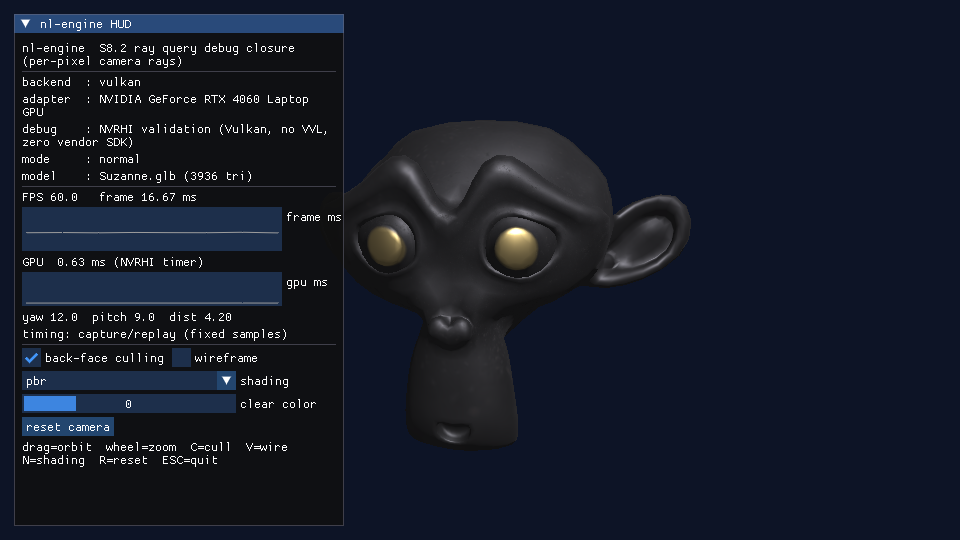 nl-engine HUD
nl-engine  S8.2 ray query debug closure
(per-pixel camera rays)
backend  : vulkan
adapter  : NVIDIA GeForce RTX 4060 Laptop
GPU
debug    : NVRHI validation (Vulkan, no VVL,
zero vendor SDK)
mode     : normal
model    : Suzanne.glb (3936 tri)
FPS 60.0   frame 16.67 ms
frame ms
GPU  0.63 ms (NVRHI timer)
gpu ms
yaw 12.0  pitch 9.0  dist 4.20
timing: capture/replay (fixed samples)
back-face culling  wireframe
pbr  shading
0  clear color
reset camera
drag=orbit  wheel=zoom  C=cull  V=wire
N=shading  R=reset  ESC=quit